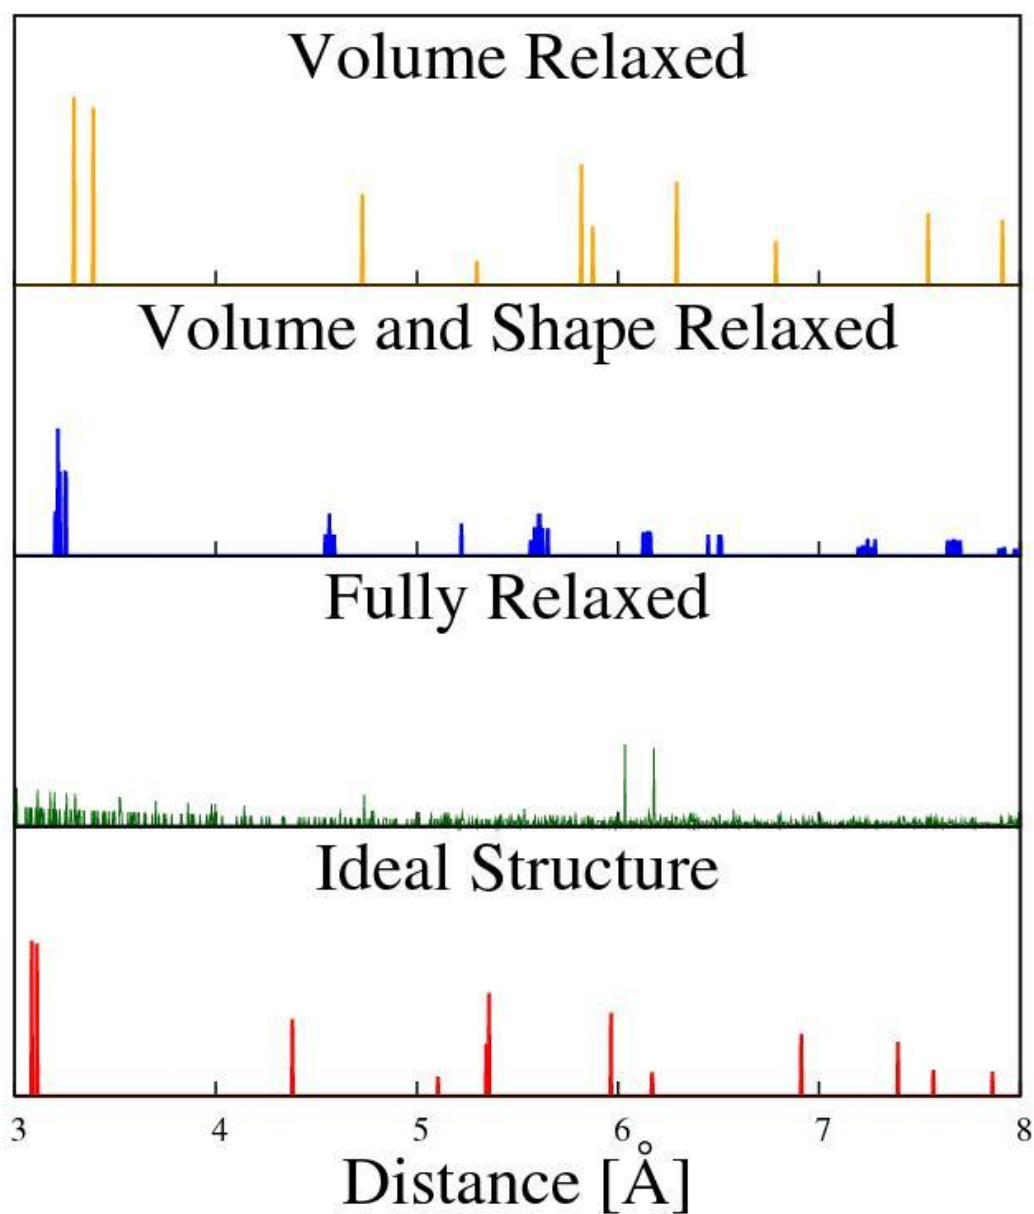 Volume Relaxed
Volume and Shape Relaxed
Fully Relaxed
Ideal Structure
3 4 5 6 7 8
Distance [Å]